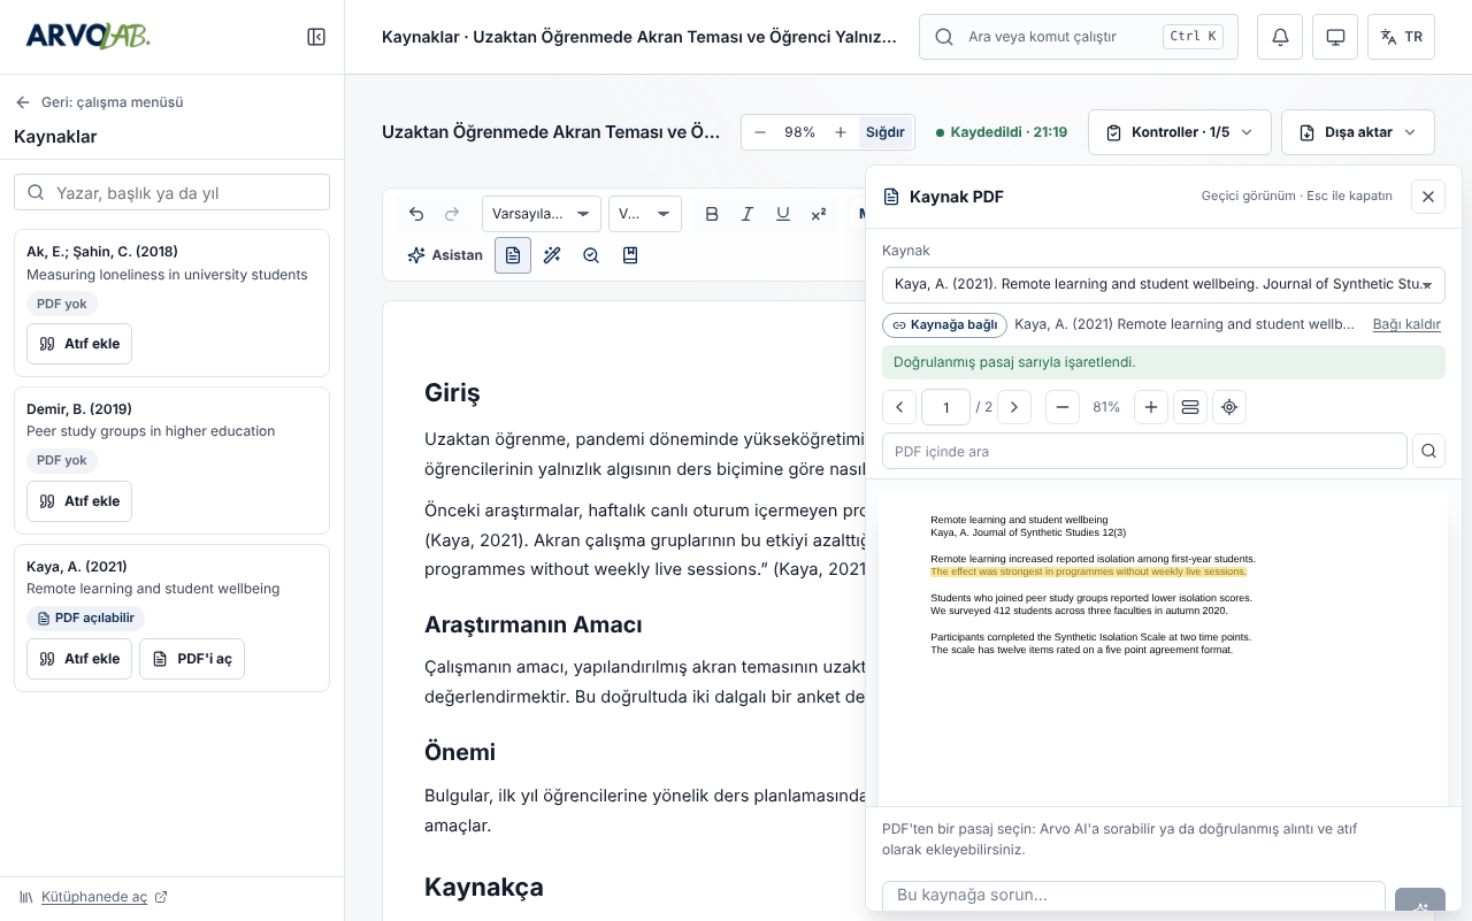 ARVOLAB.
Geri: çalışma menüsü
Kaynaklar
Yazar, başlık ya da yıl
Ak, E.; Şahin, C. (2018)
Measuring loneliness in university students
PDF yok
Atıf ekle
Demir, B. (2019)
Peer study groups in higher education
PDF yok
Atıf ekle
Kaya, A. (2021)
Remote learning and student wellbeing
PDF açılabilir
Atıf ekle PDF'i aç
Kütüphanede aç
Kaynaklar · Uzaktan Öğrenmede Akran Teması ve Öğrenci Yalnız...
Ara veya komut çalıştır Ctrl K
TR
Uzaktan Öğrenmede Akran Teması ve Ö...
− 98% + Sığdır
Kaydedildi · 21:19
Kontroller · 1/5
Dışa aktar
Varsayıla... V... B I U x²
Asistan
Giriş
Uzaktan öğrenme, pandemi döneminde yükseköğretimi
öğrencilerinin yalnızlık algısının ders biçimine göre nasıl
Önceki araştırmalar, haftalık canlı oturum içermeyen pro
(Kaya, 2021). Akran çalışma gruplarının bu etkiyi azalttığ
programmes without weekly live sessions.” (Kaya, 2021
Araştırmanın Amacı
Çalışmanın amacı, yapılandırılmış akran temasının uzakt
değerlendirmektir. Bu doğrultuda iki dalgalı bir anket de
Önemi
Bulgular, ilk yıl öğrencilerine yönelik ders planlamasında
amaçlar.
Kaynakça
Kaynak PDF
Geçici görünüm · Esc ile kapatın
Kaynak
Kaya, A. (2021). Remote learning and student wellbeing. Journal of Synthetic Stu...
Kaynağa bağlı Kaya, A. (2021) Remote learning and student wellb... Bağı kaldır
Doğrulanmış pasaj sarıyla işaretlendi.
1 / 2 − 81% +
PDF içinde ara
Remote learning and student wellbeing
Kaya, A. Journal of Synthetic Studies 12(3)
Remote learning increased reported isolation among first-year students.
The effect was strongest in programmes without weekly live sessions.
Students who joined peer study groups reported lower isolation scores.
We surveyed 412 students across three faculties in autumn 2020.
Participants completed the Synthetic Isolation Scale at two time points.
The scale has twelve items rated on a five point agreement format.
PDF'ten bir pasaj seçin: Arvo AI'a sorabilir ya da doğrulanmış alıntı ve atıf
olarak ekleyebilirsiniz.
Bu kaynağa sorun...